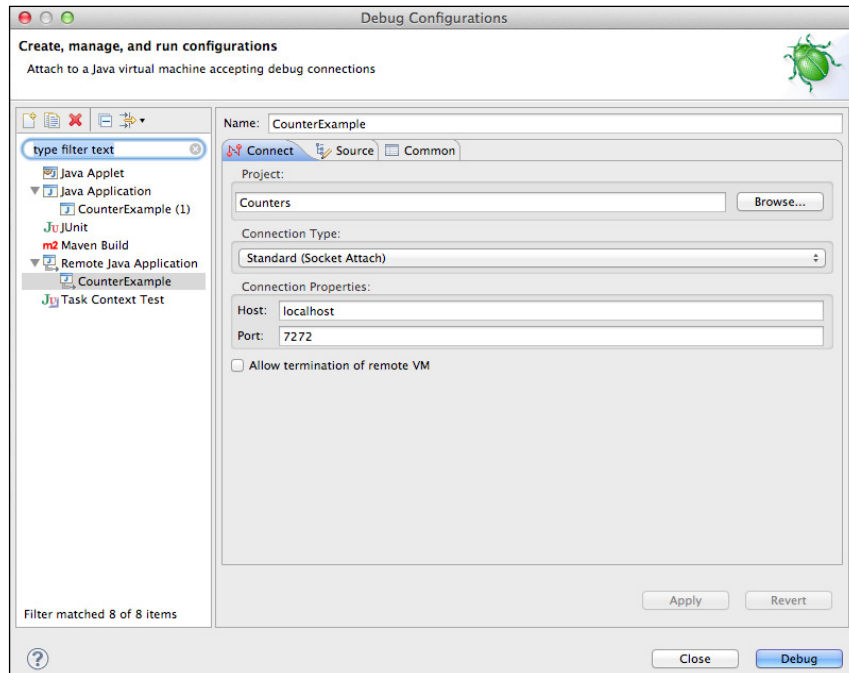 Debug Configurations
Create, manage, and run configurations
Attach to a Java virtual machine accepting debug connections
type filter text
Java Applet
Java Application
CounterExample (1)
Ju JUnit
m2 Maven Build
Remote Java Application
CounterExample
Ju Task Context Test
Filter matched 8 of 8 items
Name: CounterExample
Connect Source Common
Project:
Counters Browse...
Connection Type:
Standard (Socket Attach)
Connection Properties:
Host: localhost
Port: 7272
Allow termination of remote VM
Apply Revert
? Close Debug